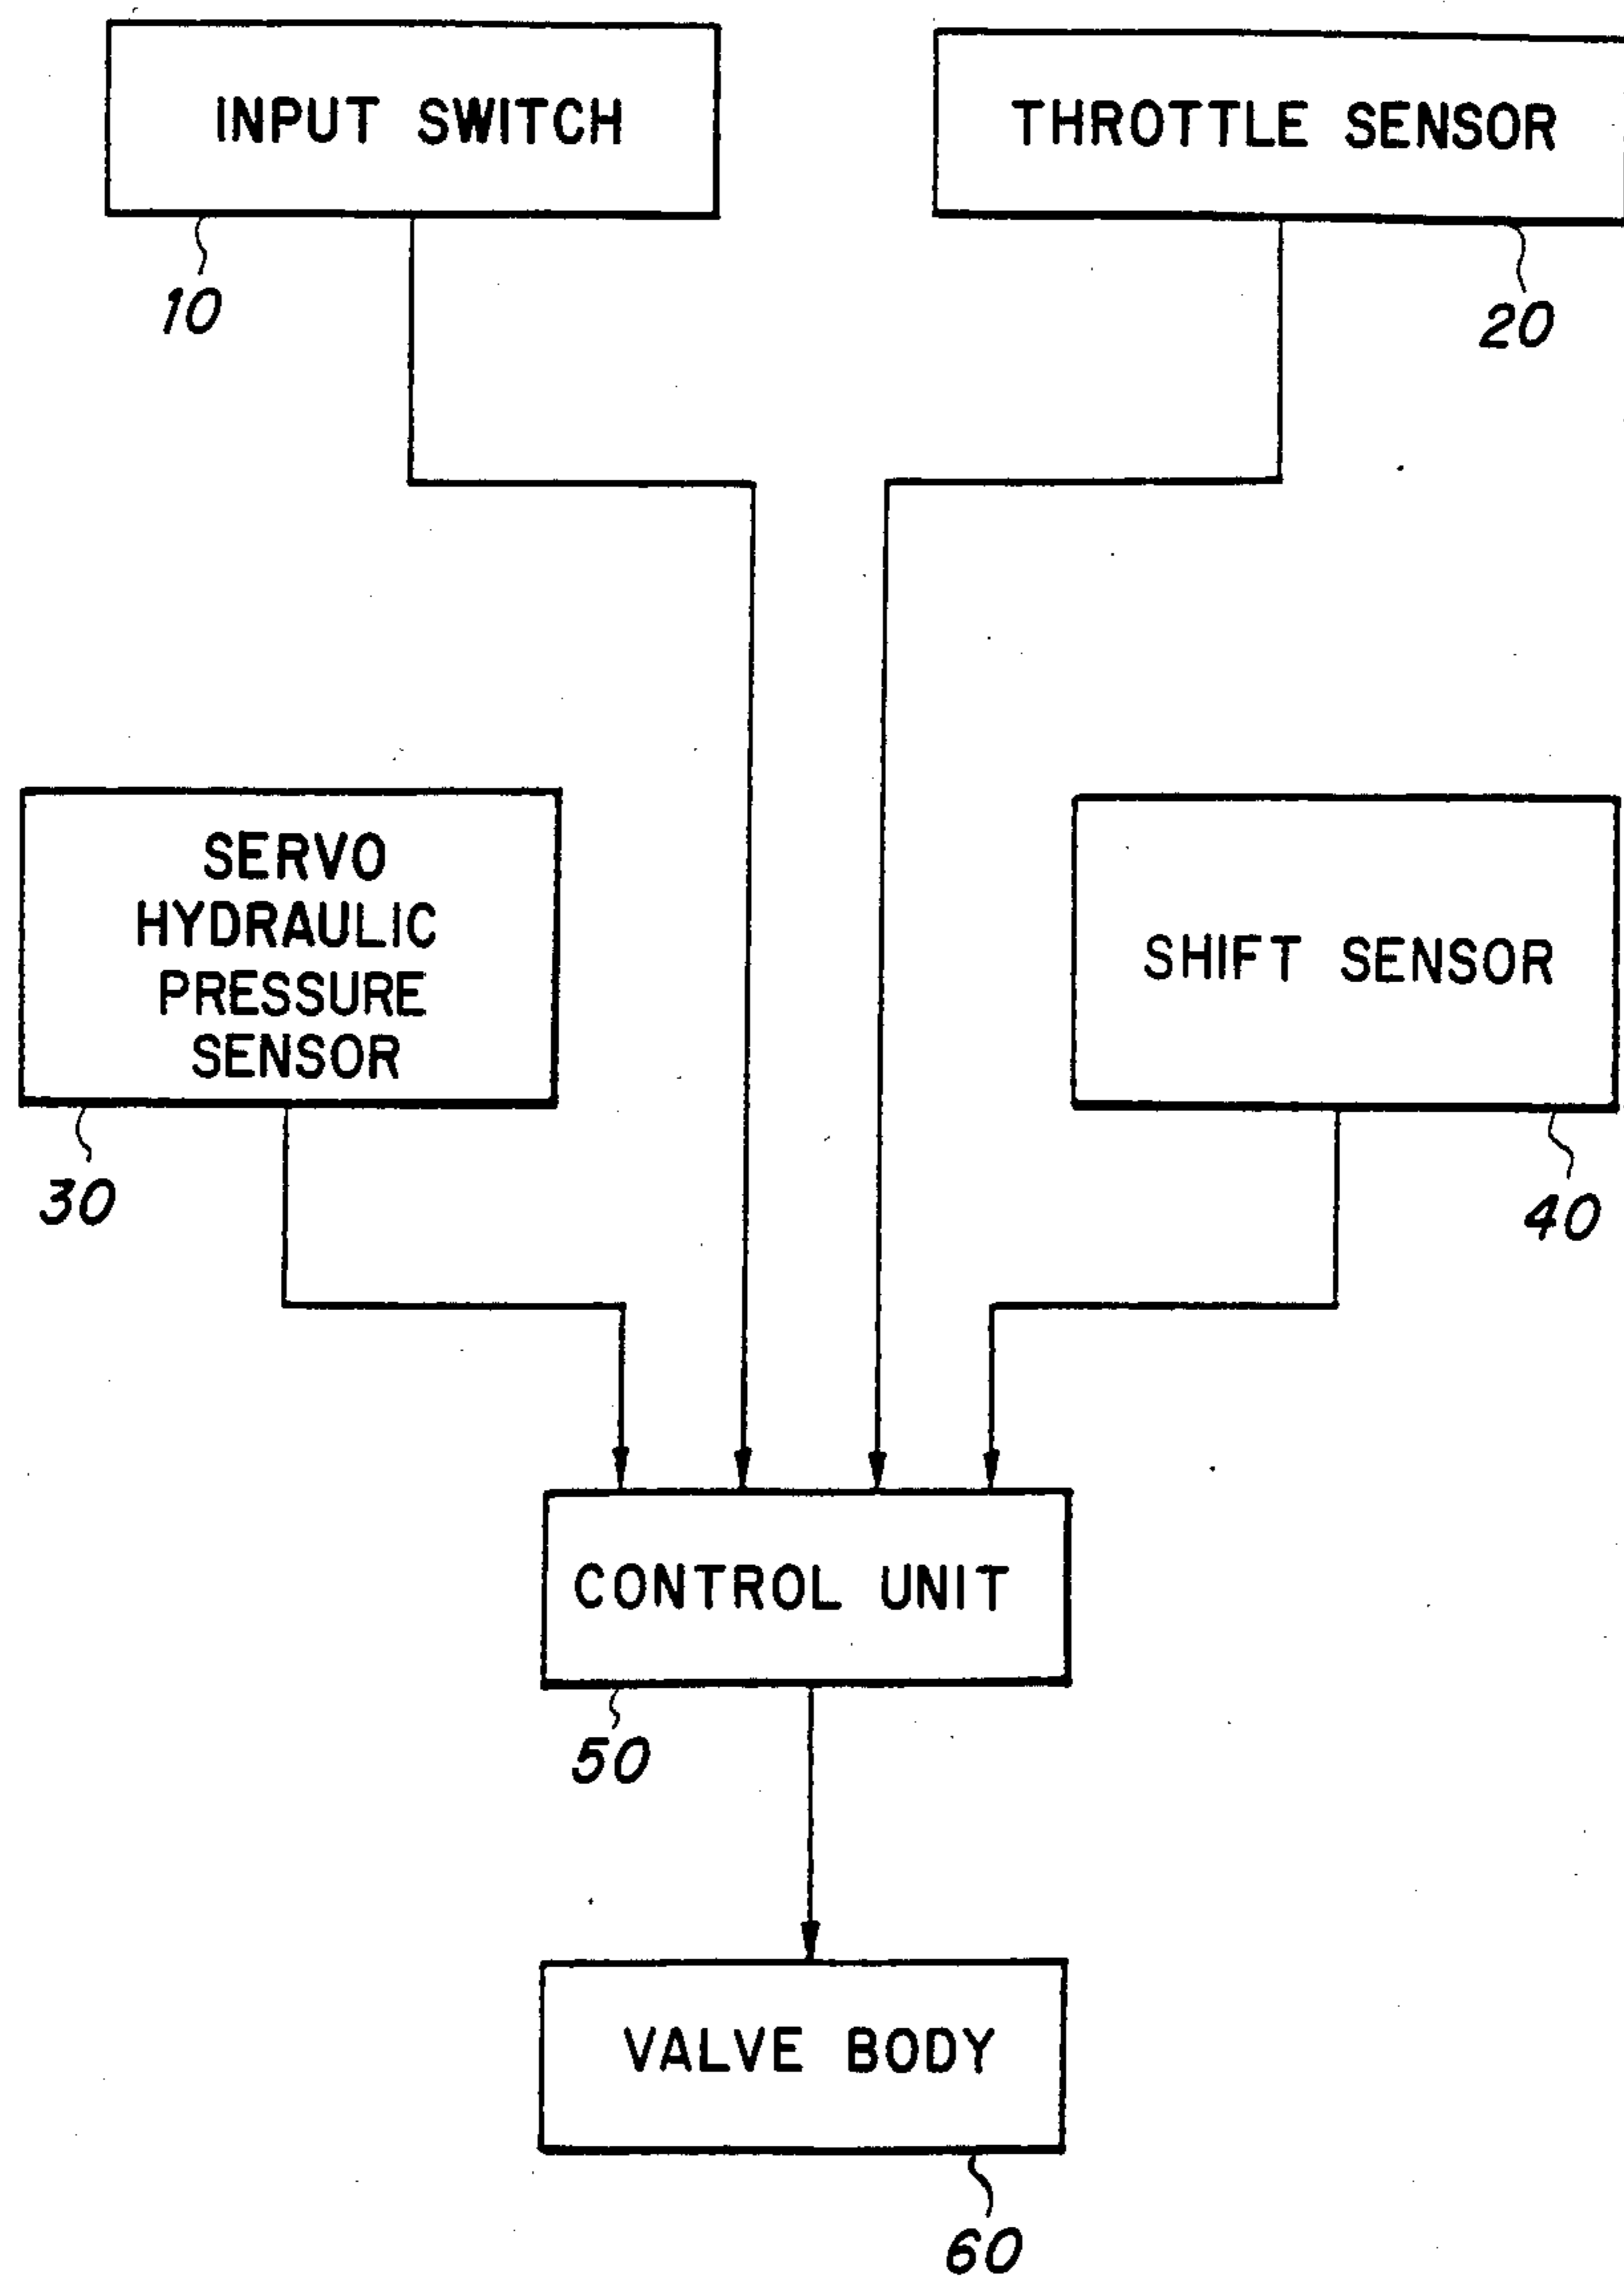 INPUT SWITCH
10
THROTTLE SENSOR
20
SERVO
HYDRAULIC
PRESSURE
SENSOR
30
SHIFT SENSOR
40
CONTROL UNIT
50
VALVE BODY
60